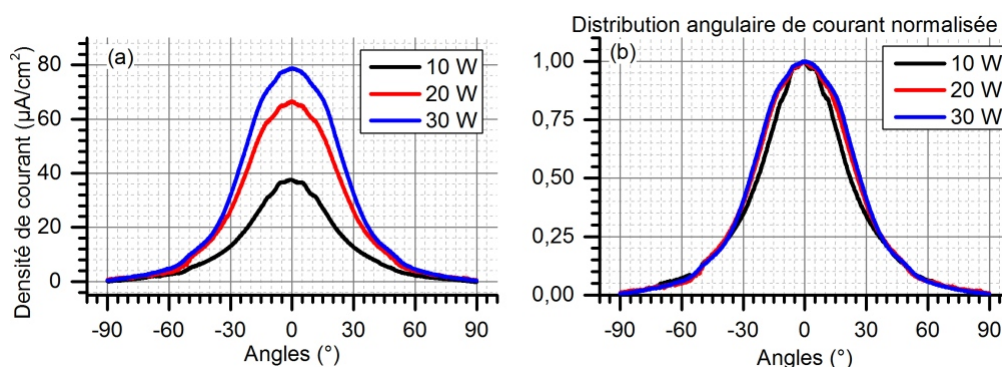 (a)
Densité de courant (µA/cm²)
80
60
40
20
0
-90 -60 -30 0 30 60 90
Angles (°)
10 W
20 W
30 W
Distribution angulaire de courant normalisée
(b)
1,00
0,75
0,50
0,25
0,00
-90 -60 -30 0 30 60 90
Angles (°)
10 W
20 W
30 W